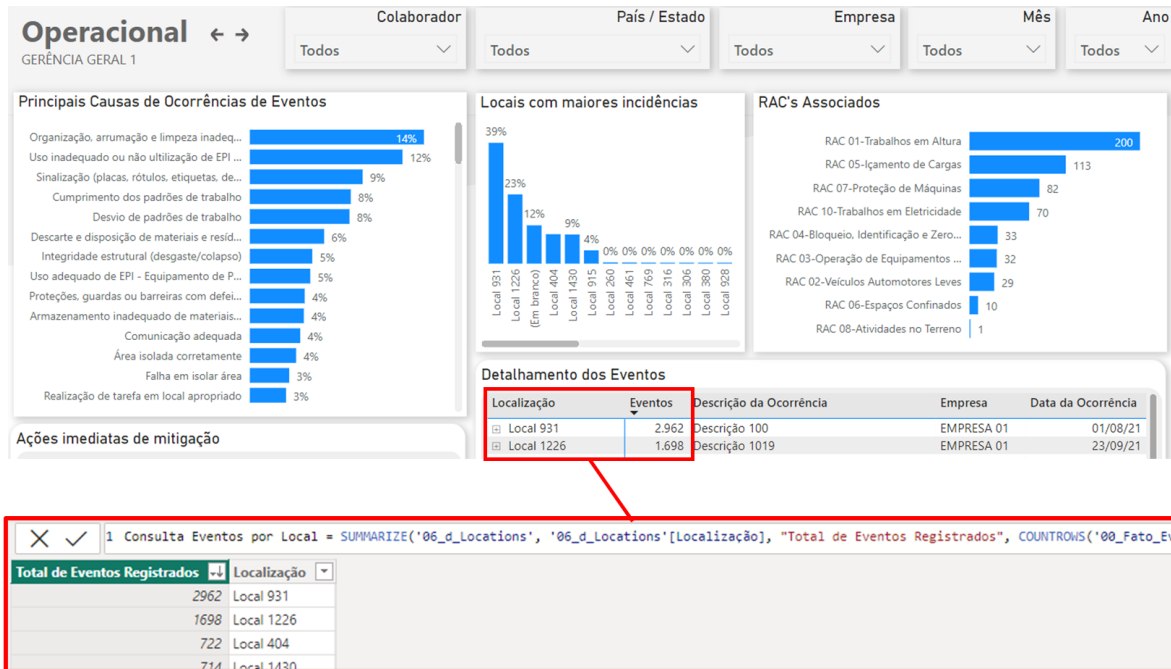 Operacional
GERÊNCIA GERAL 1
Colaborador
Todos
País / Estado
Todos
Empresa
Todos
Mês
Todos
Ano
Todos
Principais Causas de Ocorrências de Eventos
Organização, arrumação e limpeza inadeq... 14%
Uso inadequado ou não ultilização de EPI ... 12%
Sinalização (placas, rótulos, etiquetas, de... 9%
Cumprimento dos padrões de trabalho 8%
Desvio de padrões de trabalho 8%
Descarte e disposição de materiais e resíd... 6%
Integridade estrutural (desgaste/colapso) 5%
Uso adequado de EPI - Equipamento de P... 5%
Proteções, guardas ou barreiras com defei... 4%
Armazenamento inadequado de materiais... 4%
Comunicação adequada 4%
Área isolada corretamente 4%
Falha em isolar área 3%
Realização de tarefa em local apropriado 3%
Ações imediatas de mitigação
Locais com maiores incidências
39%
23%
12%
9%
4%
0% 0% 0% 0% 0% 0% 0%
Local 931
Local 1226
(Em branco)
Local 404
Local 1430
Local 915
Local 260
Local 461
Local 769
Local 316
Local 306
Local 380
Local 928
RAC's Associados
RAC 01-Trabalhos em Altura 200
RAC 05-Içamento de Cargas 113
RAC 07-Proteção de Máquinas 82
RAC 10-Trabalhos em Eletricidade 70
RAC 04-Bloqueio, Identificação e Zero... 33
RAC 03-Operação de Equipamentos ... 32
RAC 02-Veículos Automotores Leves 29
RAC 06-Espaços Confinados 10
RAC 08-Atividades no Terreno 1
Detalhamento dos Eventos
Localização Eventos Descrição da Ocorrência Empresa Data da Ocorrência
Local 931 2.962 Descrição 100 EMPRESA 01 01/08/21
Local 1226 1.698 Descrição 1019 EMPRESA 01 23/09/21
1 Consulta Eventos por Local = SUMMARIZE('06_d_Locations', '06_d_Locations'[Localização], "Total de Eventos Registrados", COUNTROWS('00_Fato_Ev
Total de Eventos Registrados Localização
2962 Local 931
1698 Local 1226
722 Local 404
714 Local 1430